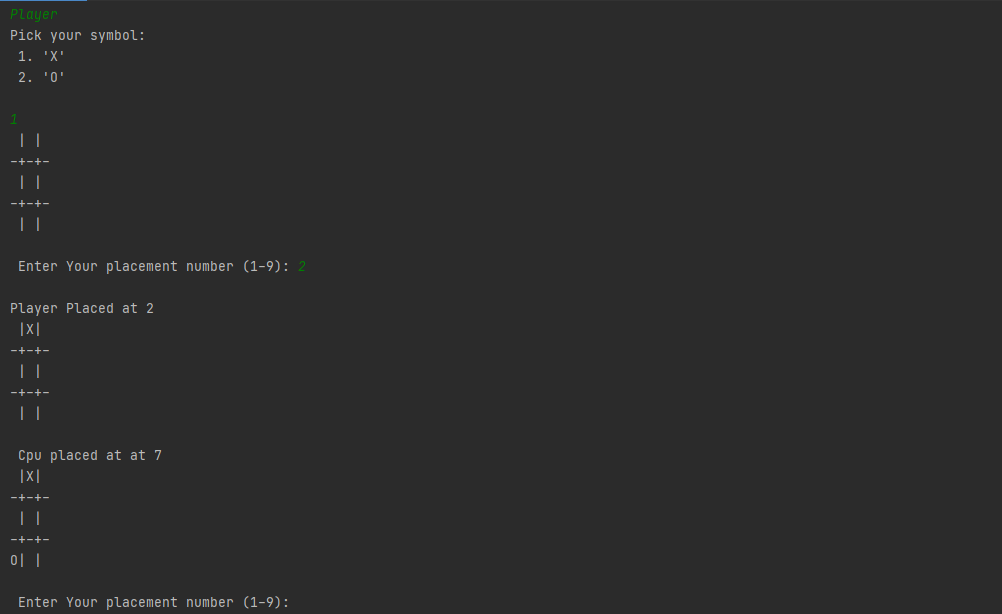 Player
Pick your symbol:
 1. 'X'
 2. 'O'

1
 | | 
-+-+-
 | | 
-+-+-
 | | 

 Enter Your placement number (1-9): 2

Player Placed at 2
 |X| 
-+-+-
 | | 
-+-+-
 | | 

 Cpu placed at at 7
 |X| 
-+-+-
 | | 
-+-+-
O| | 

 Enter Your placement number (1-9):